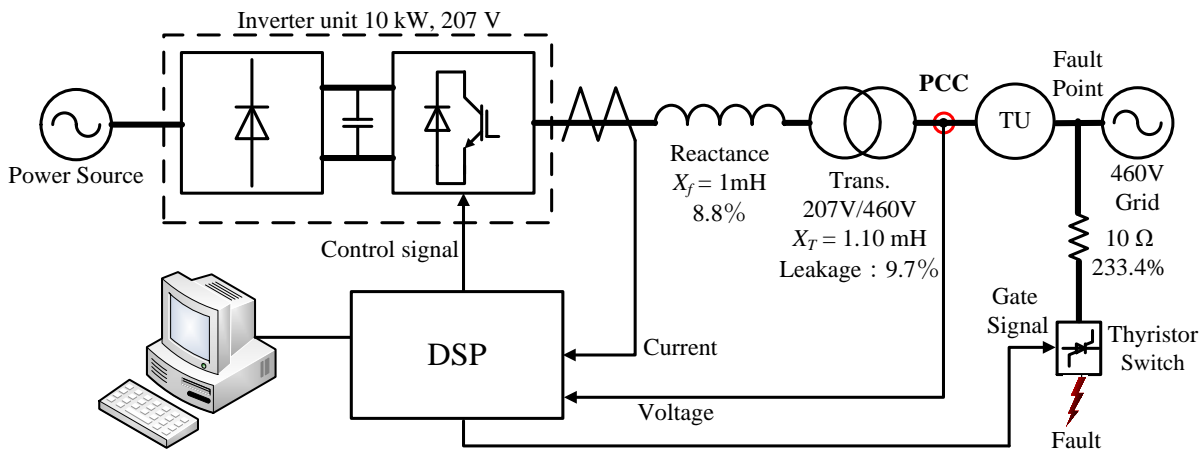 Inverter unit 10 kW, 207 V
Power Source
Reactance
X_f = 1mH
8.8%
Trans.
207V/460V
X_T = 1.10 mH
Leakage : 9.7%
PCC
TU
Fault
Point
460V
Grid
10 Ω
233.4%
Control signal
DSP
Current
Voltage
Gate
Signal
Thyristor
Switch
Fault